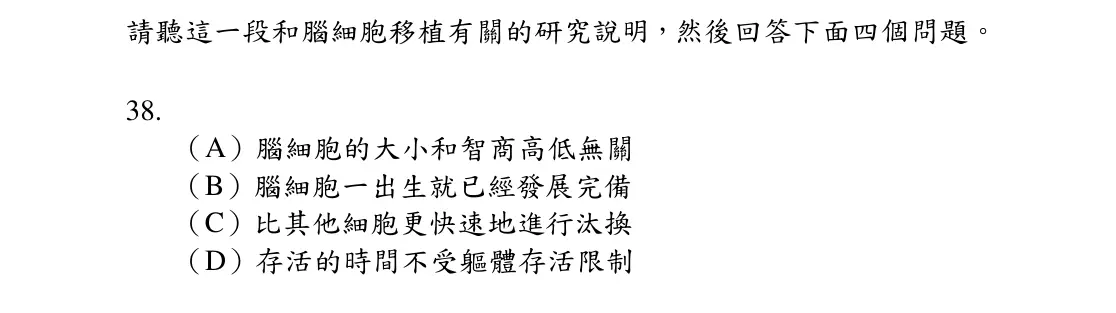 請聽這一段和腦細胞移植有關的研究說明，然後回答下面四個問題。
38.
（A）腦細胞的大小和智商高低無關
（B）腦細胞一出生就已經發展完備
（C）比其他細胞更快速地進行汰換
（D）存活的時間不受軀體存活限制